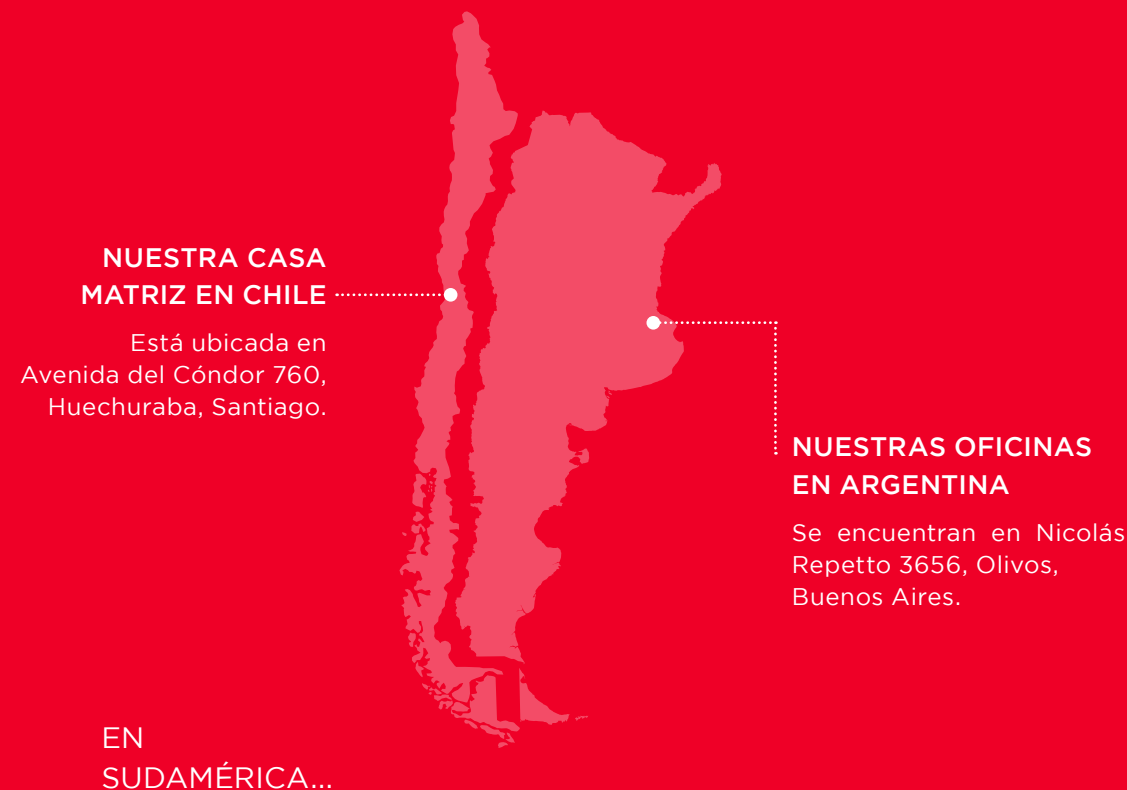 NUESTRA CASA
MATRIZ EN CHILE
Está ubicada en
Avenida del Cóndor 760,
Huechuraba, Santiago.
NUESTRAS OFICINAS
EN ARGENTINA
Se encuentran en Nicolás
Repetto 3656, Olivos,
Buenos Aires.
EN
SUDAMÉRICA...